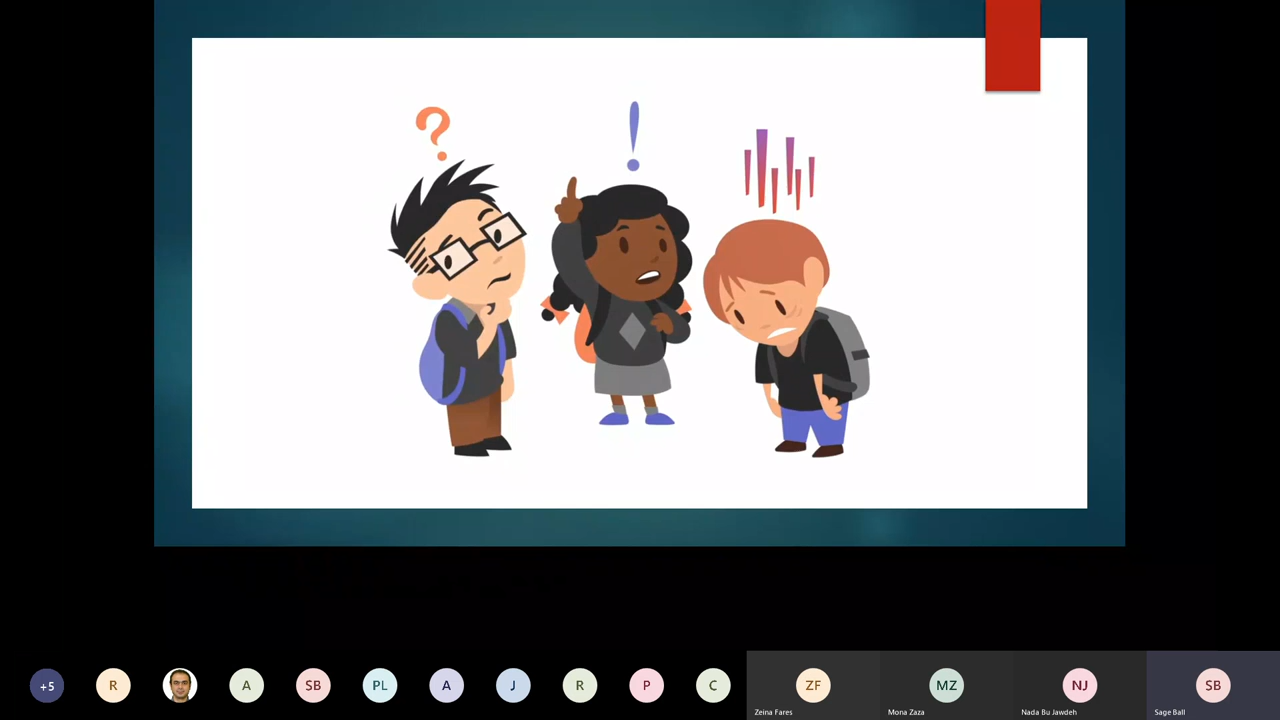 ?
!
+5
R
A
SB
PL
A
J
R
P
C
ZF
Zeina Fares
MZ
Mona Zaza
NJ
Nada Bu Jawdeh
SB
Sage Ball